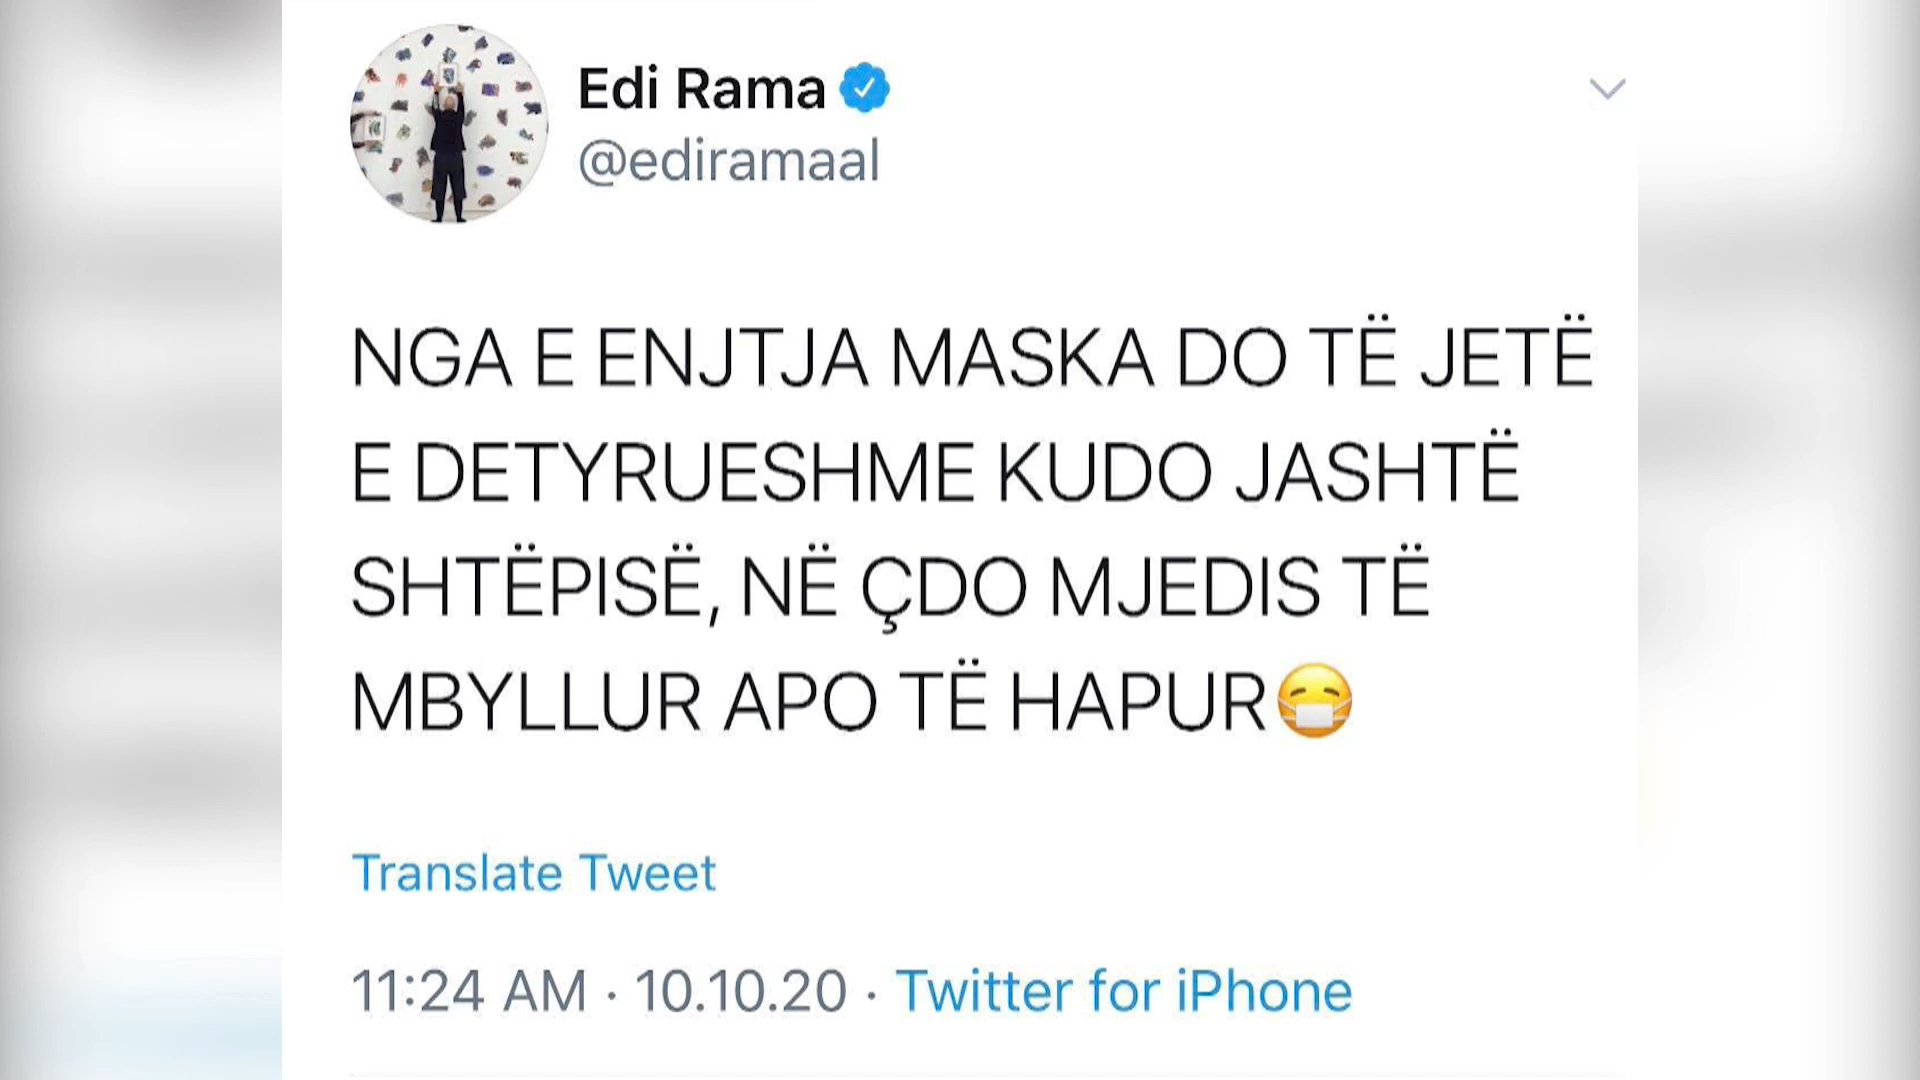 Edi Rama
@ediramaal
NGA E ENJTJA MASKA DO TË JETË
E DETYRUESHME KUDO JASHTË
SHTËPISË, NË ÇDO MJEDIS TË
MBYLLUR APO TË HAPUR😷
Translate Tweet
11:24 AM · 10.10.20 · Twitter for iPhone